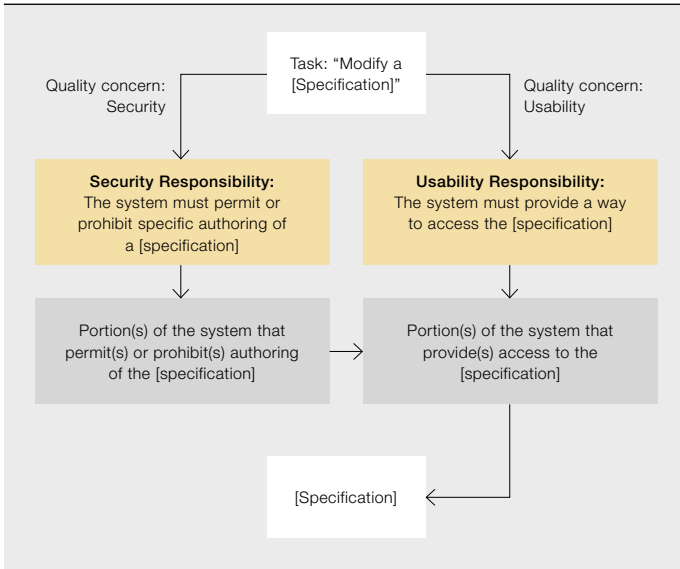 Task: “Modify a
[Specification]”
Quality concern:
Security
Quality concern:
Usability
Security Responsibility:
The system must permit or
prohibit specific authoring of
a [specification]
Usability Responsibility:
The system must provide a way
to access the [specification]
Portion(s) of the system that
permit(s) or prohibit(s) authoring
of the [specification]
Portion(s) of the system that
provide(s) access to the
[specification]
[Specification]